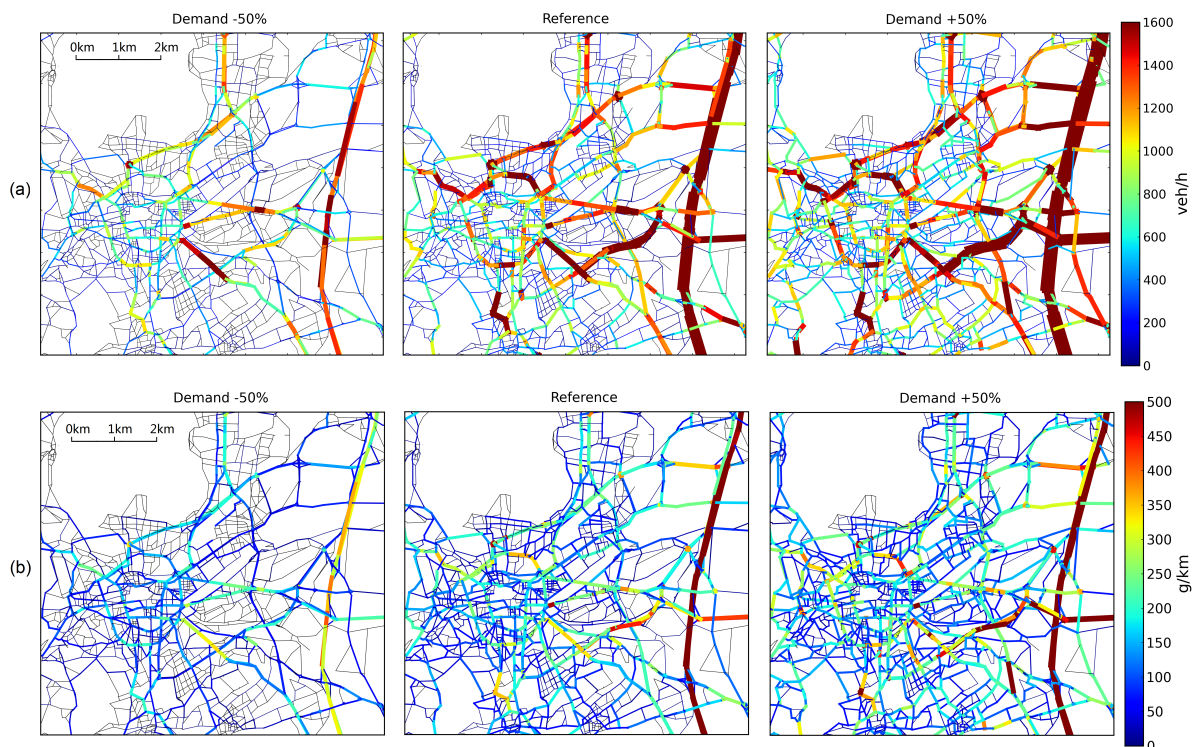 Demand -50%
Reference
Demand +50%
0km 1km 2km
(a)
1600
1400
1200
1000
800
600
400
200
0
veh/h
Demand -50%
Reference
Demand +50%
0km 1km 2km
(b)
500
450
400
350
300
250
200
150
100
50
0
g/km